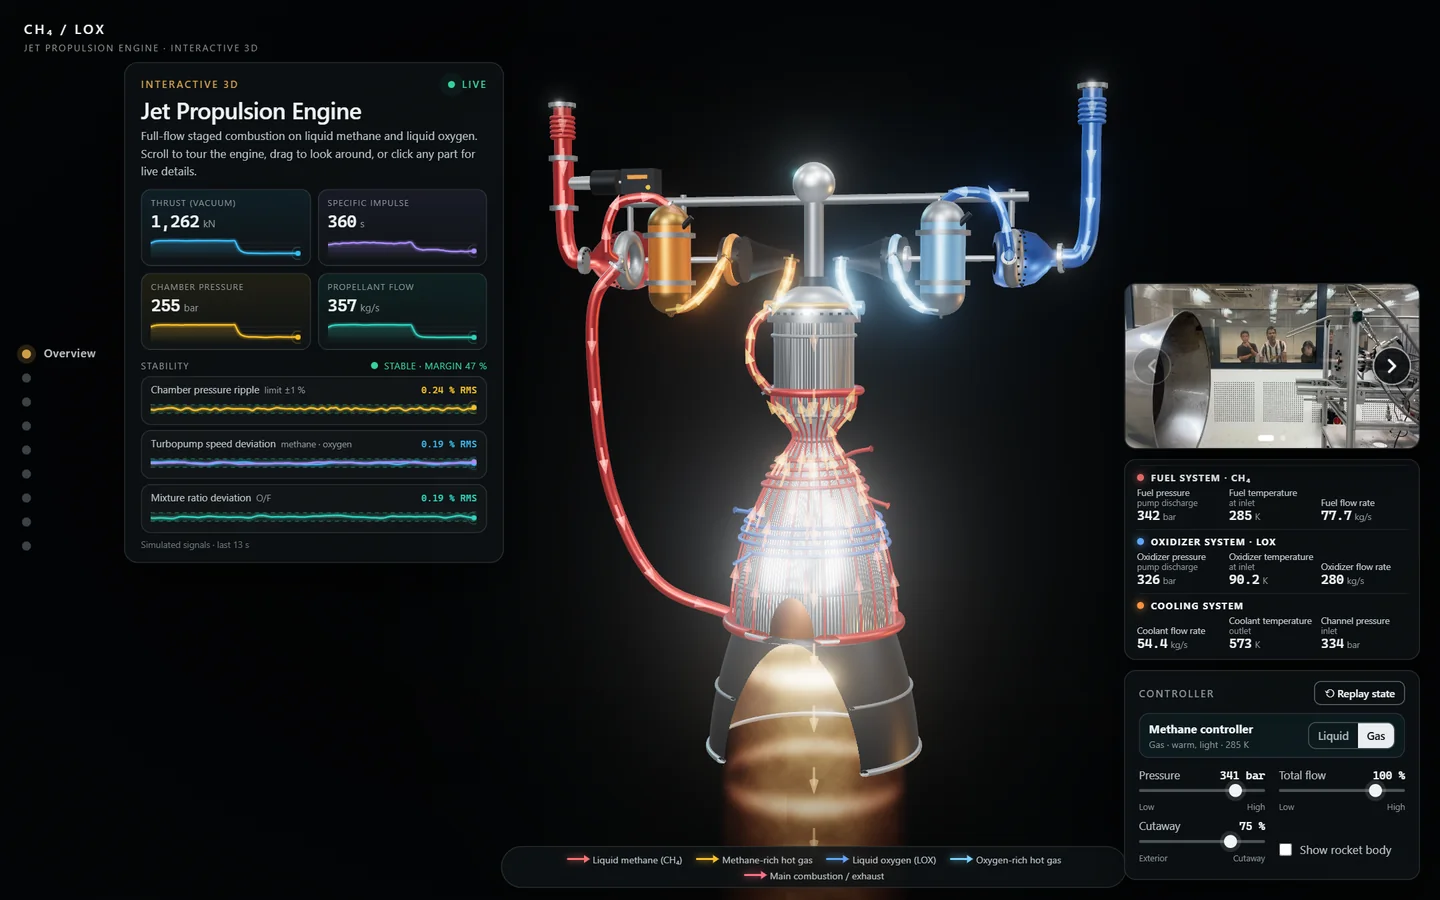 CH₄ / LOX
JET PROPULSION ENGINE · INTERACTIVE 3D
INTERACTIVE 3D
LIVE
Jet Propulsion Engine
Full-flow staged combustion on liquid methane and liquid oxygen.
Scroll to tour the engine, drag to look around, or click any part for
live details.
THRUST (VACUUM)
1,262 kN
SPECIFIC IMPULSE
360 s
CHAMBER PRESSURE
255 bar
PROPELLANT FLOW
357 kg/s
STABILITY
STABLE · MARGIN 47 %
Chamber pressure ripple limit ±1 %
0.24 % RMS
Turbopump speed deviation methane · oxygen
0.19 % RMS
Mixture ratio deviation O/F
0.19 % RMS
Simulated signals · last 13 s
Overview
FUEL SYSTEM · CH₄
Fuel pressure
pump discharge
342 bar
Fuel temperature
at inlet
285 K
Fuel flow rate
77.7 kg/s
OXIDIZER SYSTEM · LOX
Oxidizer pressure
pump discharge
326 bar
Oxidizer temperature
at inlet
90.2 K
Oxidizer flow rate
280 kg/s
COOLING SYSTEM
Coolant flow rate
54.4 kg/s
Coolant temperature
outlet
573 K
Channel pressure
inlet
334 bar
CONTROLLER
Replay state
Methane controller
Gas · warm, light · 285 K
Liquid
Gas
Pressure
341 bar
Low
High
Total flow
100 %
Low
High
Cutaway
75 %
Exterior
Cutaway
Show rocket body
Liquid methane (CH₄)
Methane-rich hot gas
Liquid oxygen (LOX)
Oxygen-rich hot gas
Main combustion / exhaust